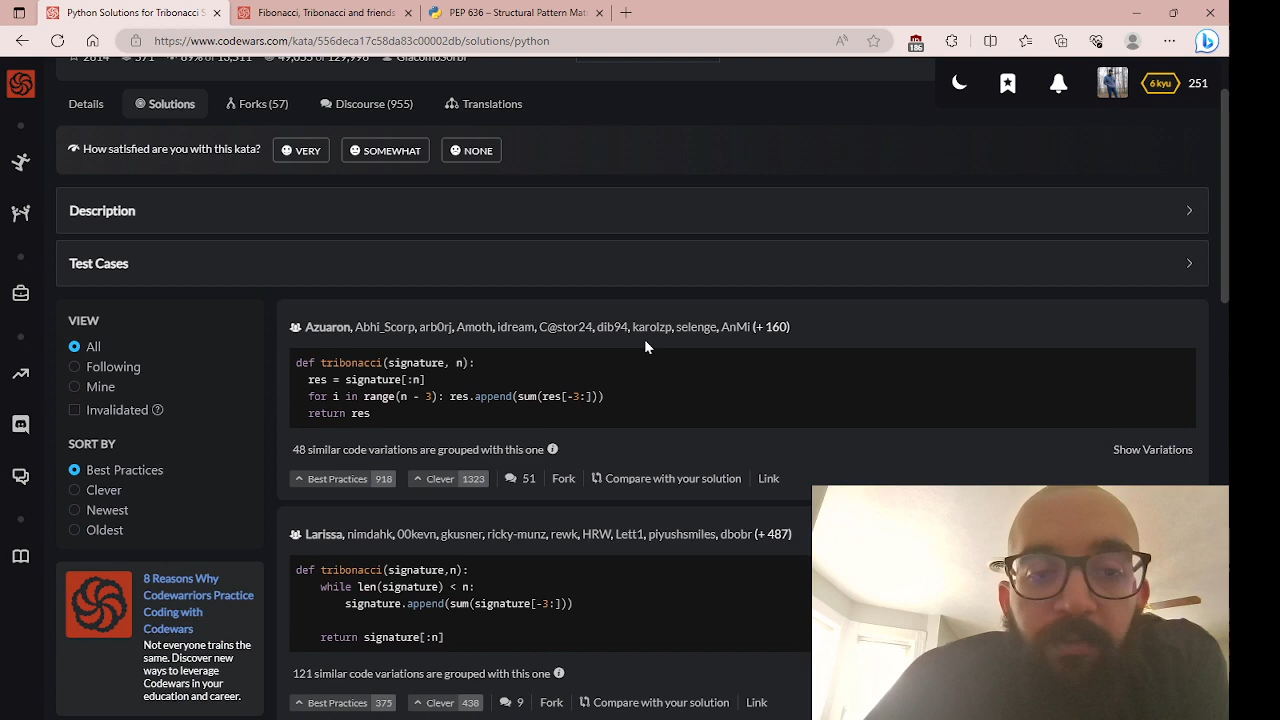 Python Solutions for Tribonacci S
Fibonacci, Tribonacci and friends
PEP 636 – Structural Pattern Mat
https://www.codewars.com/kata/556deca17c58da83c00002db/solutions/python
186
6 kyu
251
Details
Solutions
Forks (57)
Discourse (955)
Translations
How satisfied are you with this kata?
VERY
SOMEWHAT
NONE
Description
Test Cases
VIEW
All
Following
Mine
Invalidated
SORT BY
Best Practices
Clever
Newest
Oldest
8 Reasons Why
Codewarriors Practice
Coding with
Codewars
Not everyone trains the
same. Discover new
ways to leverage
Codewars in your
education and career.
Azuaron, Abhi_Scorp, arb0rj, Amoth, idream, C@stor24, dib94, karolzp, selenge, AnMi (+ 160)
def tribonacci(signature, n):
res = signature[:n]
for i in range(n - 3): res.append(sum(res[-3:]))
return res
48 similar code variations are grouped with this one
Show Variations
Best Practices 918
Clever 1323
51
Fork
Compare with your solution
Link
Larissa, nimdahk, 00kevn, gkusner, ricky-munz, rewk, HRW, Lett1, piyushsmiles, dbobr (+ 487)
def tribonacci(signature,n):
while len(signature) < n:
signature.append(sum(signature[-3:]))
return signature[:n]
121 similar code variations are grouped with this one
Best Practices 375
Clever 438
9
Fork
Compare with your solution
Link